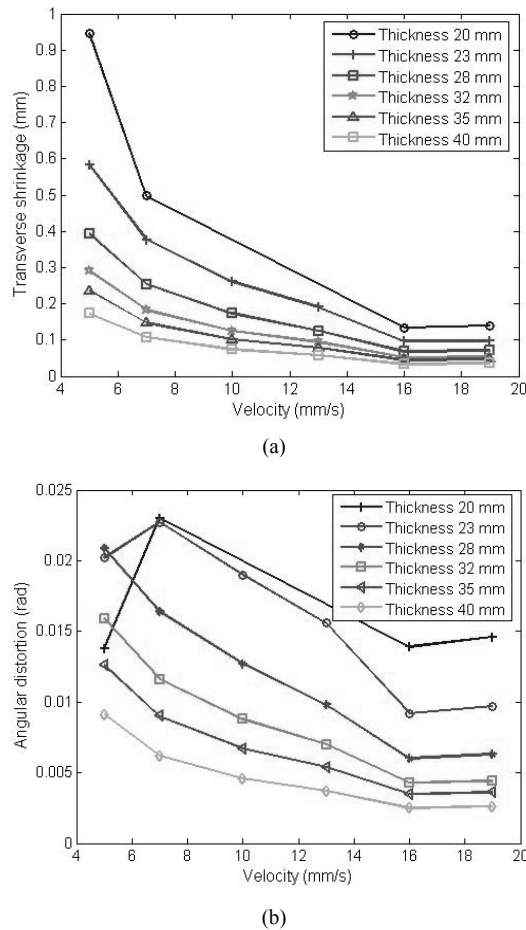 1
0.9
0.8
0.7
0.6
0.5
0.4
0.3
0.2
0.1
0
Transverse shrinkage (mm)
Thickness 20 mm
Thickness 23 mm
Thickness 28 mm
Thickness 32 mm
Thickness 35 mm
Thickness 40 mm
4 6 8 10 12 14 16 18 20
Velocity (mm/s)
(a)
0.025
0.02
0.015
0.01
0.005
0
Angular distortion (rad)
Thickness 20 mm
Thickness 23 mm
Thickness 28 mm
Thickness 32 mm
Thickness 35 mm
Thickness 40 mm
4 6 8 10 12 14 16 18 20
Velocity (mm/s)
(b)